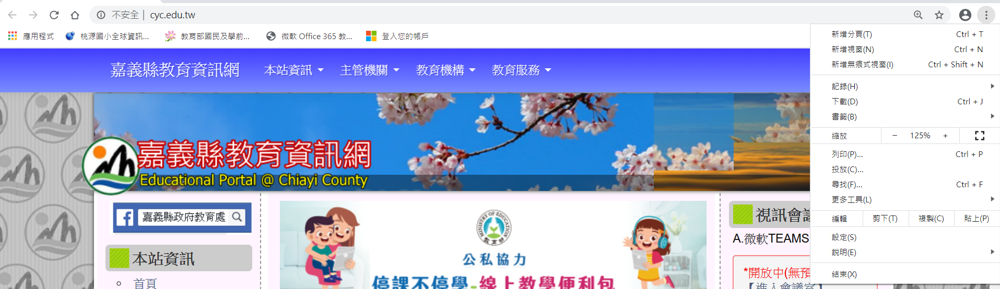 不安全 | cyc.edu.tw
應用程式 桃源國小全球資訊... 教育部國民及學前... 微軟 Office 365 教... 登入您的帳戶
嘉義縣教育資訊網 本站資訊 主管機關 教育機構 教育服務
嘉義縣教育資訊網
Educational Portal @ Chiayi County
嘉義縣政府教育處
本站資訊
首頁
MINISTRY OF EDUCATION
教育部
公私協力
停課不停學-線上教學便利包
視訊會議
A.微軟TEAMS
*開放中(無預
【進入會議室】
新增分頁(T) Ctrl + T
新增視窗(N) Ctrl + N
新增無痕式視窗(I) Ctrl + Shift + N
記錄(H)
下載(D) Ctrl + J
書籤(B)
縮放 − 125% +
列印(P)... Ctrl + P
投放(C)...
尋找(F)... Ctrl + F
更多工具(L)
編輯 剪下(T) 複製(C) 貼上(P)
設定(S)
說明(E)
結束(X)